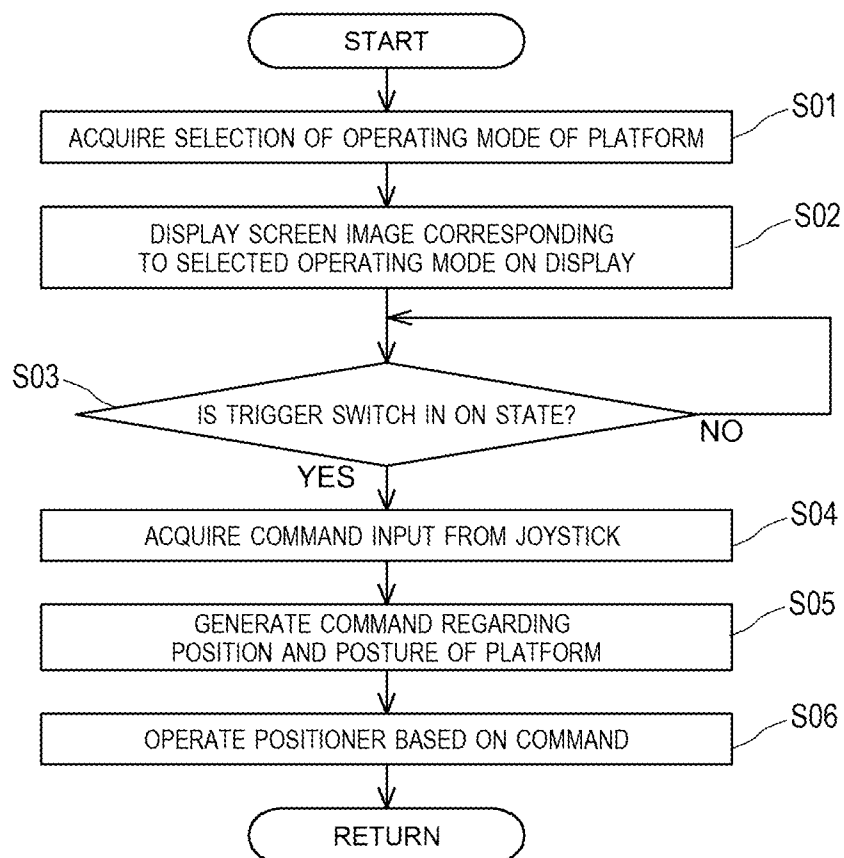 START
ACQUIRE SELECTION OF OPERATING MODE OF PLATFORM
S01
DISPLAY SCREEN IMAGE CORRESPONDING
TO SELECTED OPERATING MODE ON DISPLAY
S02
S03
IS TRIGGER SWITCH IN ON STATE?
NO
YES
ACQUIRE COMMAND INPUT FROM JOYSTICK
S04
GENERATE COMMAND REGARDING
POSITION AND POSTURE OF PLATFORM
S05
OPERATE POSITIONER BASED ON COMMAND
S06
RETURN